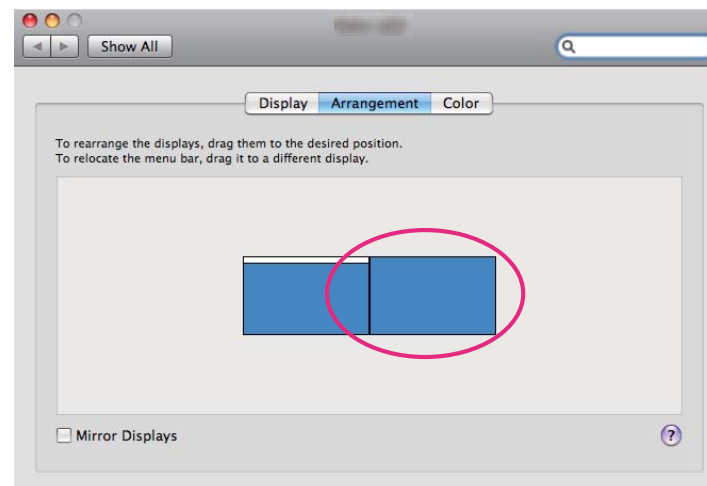 Show All
Display Arrangement Color
To rearrange the displays, drag them to the desired position.
To relocate the menu bar, drag it to a different display.
Mirror Displays
?